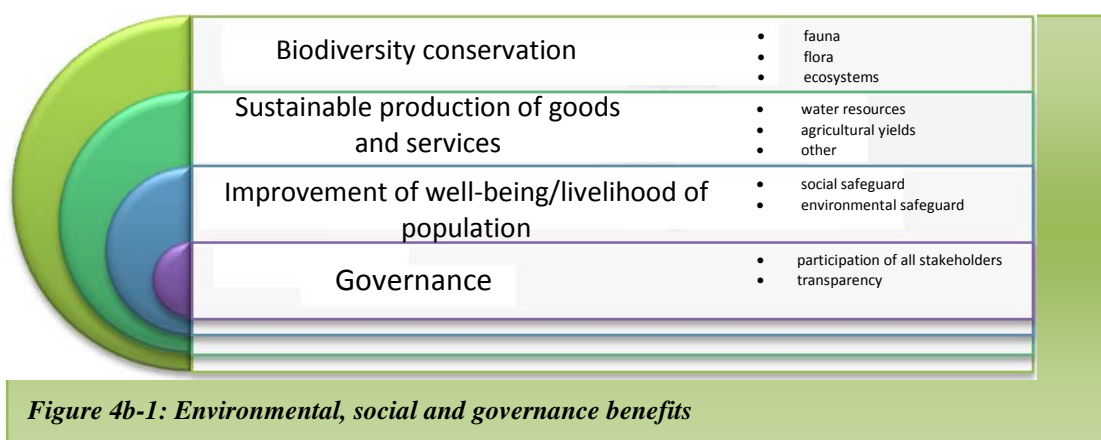 Biodiversity conservation
• fauna
• flora
• ecosystems
Sustainable production of goods
and services
• water resources
• agricultural yields
• other
Improvement of well-being/livelihood of
population
• social safeguard
• environmental safeguard
Governance
• participation of all stakeholders
• transparency
Figure 4b-1: Environmental, social and governance benefits